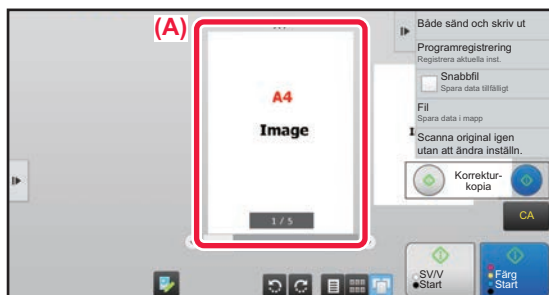 (A)
A4
Image
I
1 / 5
Både sänd och skriv ut
Programregistrering
Registrera aktuella inst.
Snabbfil
Spara data tillfälligt
Fil
Spara data i mapp
Scanna original igen
utan att ändra inställn.
Korrektur-
kopia
CA
SV/V
Start
Färg
Start